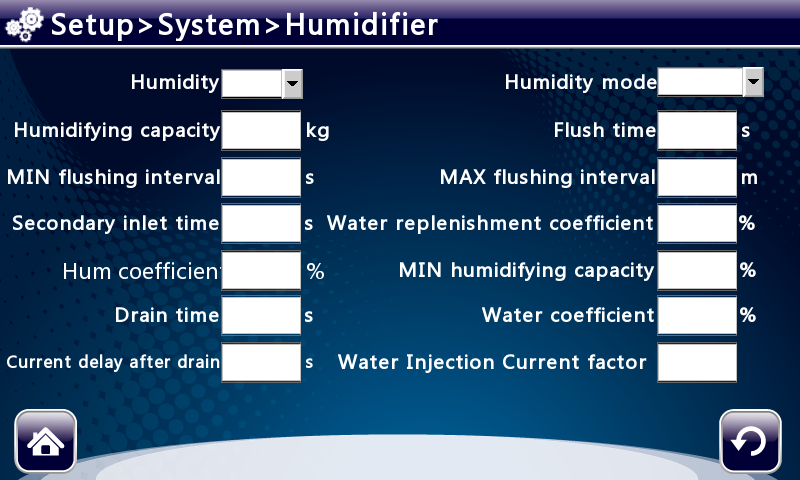 Setup>System>Humidifier
Humidity
Humidity mode
Humidifying capacity kg
Flush time s
MIN flushing interval s
MAX flushing interval m
Secondary inlet time s
Water replenishment coefficient %
Hum coefficient %
MIN humidifying capacity %
Drain time s
Water coefficient %
Current delay after drain s
Water Injection Current factor